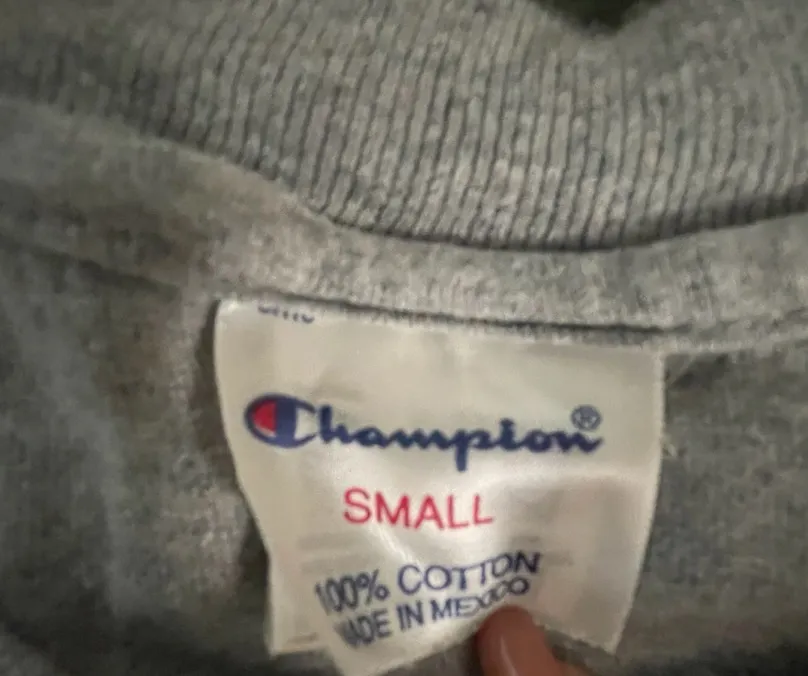 Champion®
SMALL
100% COTTON
MADE IN MEXICO